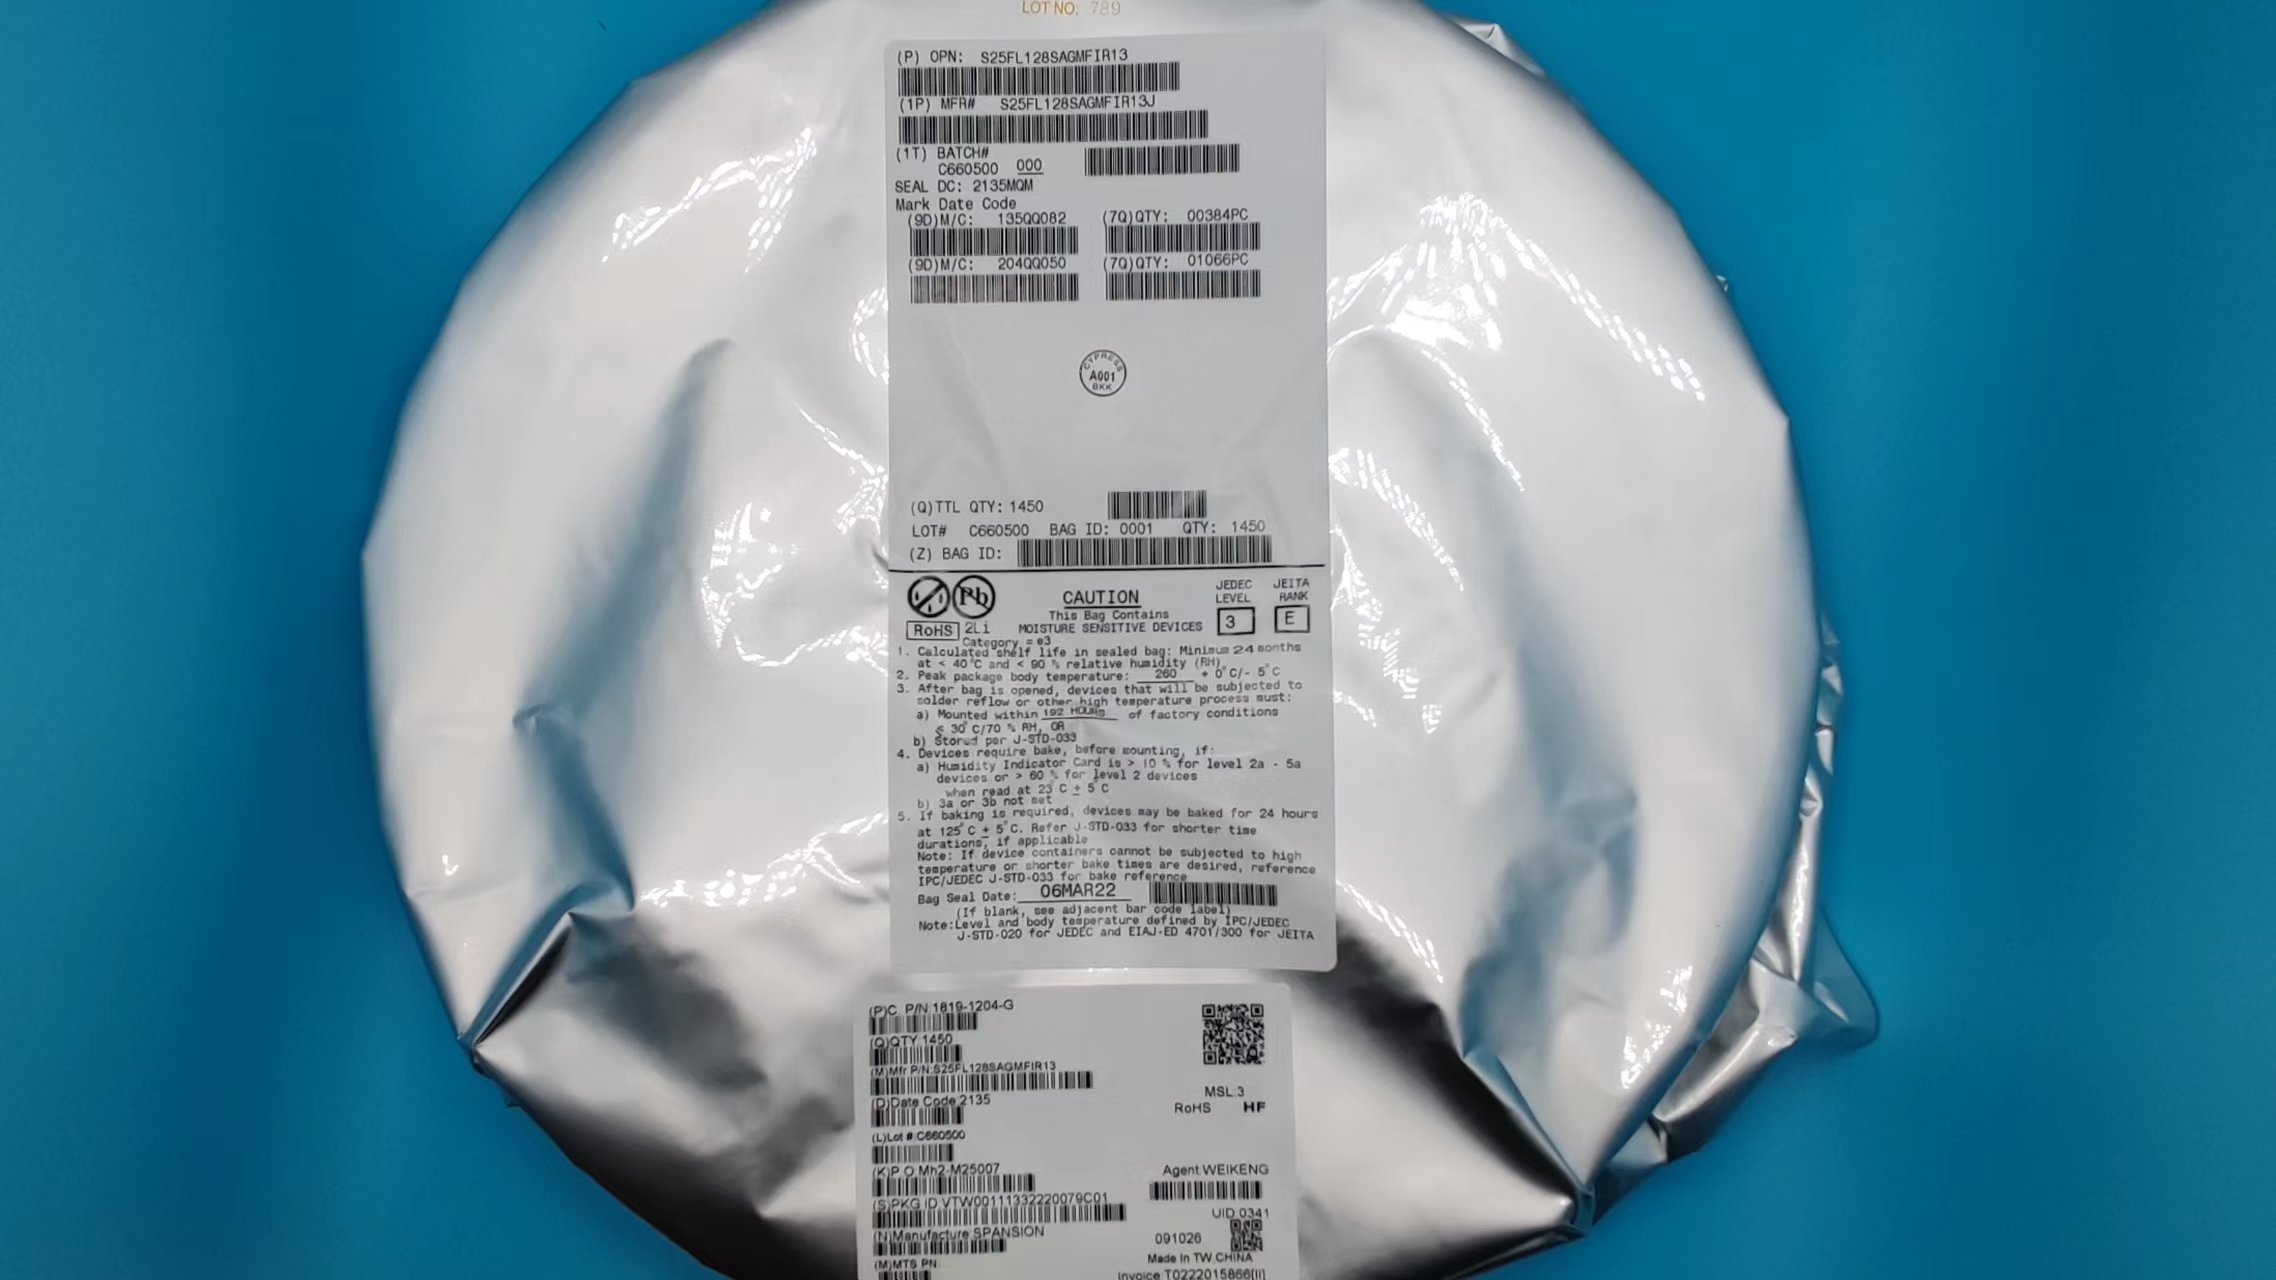 LOT NO: 789
(P) OPN: S25FL128SAGMFIR13
(1P) MFR# S25FL128SAGMFIR13J
(1T) BATCH#
C660500 000
SEAL DC: 2135MQM
Mark Date Code
(9D)M/C: 135QQ082 (7Q)QTY: 00384PC
(9D)M/C: 204QQ050 (7Q)QTY: 01066PC
CYPRESS
A001
BKK
(Q)TTL QTY: 1450
LOT# C660500 BAG ID: 0001 QTY: 1450
(Z) BAG ID:
Pb
CAUTION
JEDEC LEVEL
3
JEITA RANK
E
This Bag Contains
MOISTURE SENSITIVE DEVICES
RoHS 2Li
Category = e3
1. Calculated shelf life in sealed bag: Minimum 24 months
at < 40°C and < 90 % relative humidity (RH)
2. Peak package body temperature: 260 + 0°C/- 5°C
3. After bag is opened, devices that will be subjected to
solder reflow or other high temperature process must:
a) Mounted within 192 HOURS of factory conditions
≤ 30°C/70 % RH, OR
b) Stored per J-STD-033
4. Devices require bake, before mounting, if:
a) Humidity Indicator Card is > 10 % for level 2a - 5a
devices or > 60 % for level 2 devices
when read at 23°C ± 5°C
b) 3a or 3b not met
5. If baking is required, devices may be baked for 24 hours
at 125°C ± 5°C. Refer J-STD-033 for shorter time
durations, if applicable
Note: If device containers cannot be subjected to high
temperature or shorter bake times are desired, reference
IPC/JEDEC J-STD-033 for bake reference
Bag Seal Date: 06MAR22
(If blank, see adjacent bar code label)
Note:Level and body temperature defined by IPC/JEDEC
J-STD-020 for JEDEC and EIAJ-ED 4701/300 for JEITA
(P)C P/N 1819-1204-G
(Q)QTY 1450
(M)Mfr P/N S25FL128SAGMFIR13
(D)Date Code 2135
(L)Lot # C660500
(K)P O Mh2-M25007
(S)PKG ID VTW00111332220079C01
(N)Manufacture SPANSION
(M)MTS PN
MSL:3
RoHS HF
Agent WEIKENG
UID 0341
091026
Made In TW,CHINA
Invoice T0222015866[II]